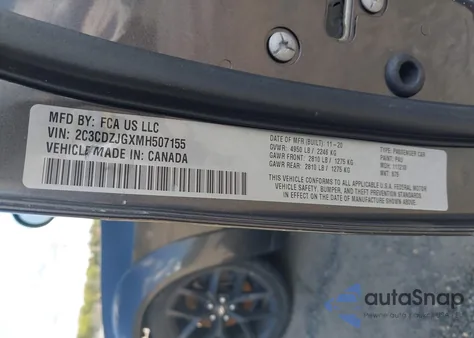 MFD BY: FCA US LLC
VIN: 2C3CDZJGXMH507155
VEHICLE MADE IN: CANADA
DATE OF MFR (BUILT): 11-20
GVWR: 4950 LB / 2245 KG
GAWR FRONT: 2810 LB / 1275 KG
GAWR REAR: 2810 LB / 1275 KG
TYPE: PASSENGER CAR
PAINT:
MDH:
MKT:
THIS VEHICLE CONFORMS TO ALL APPLICABLE U.S.A. FEDERAL MOTOR
VEHICLE SAFETY, BUMPER, AND THEFT PREVENTION STANDARDS
IN EFFECT ON THE DATE OF MANUFACTURE SHOWN ABOVE.
autoSnap